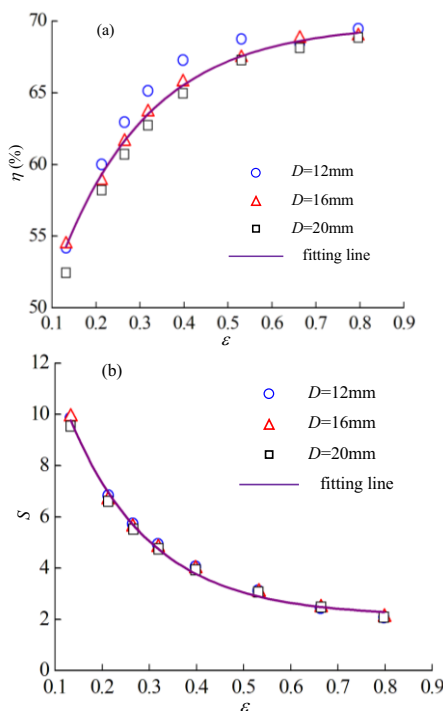 (a)
70
65
60
55
50
η (%)
D=12mm
D=16mm
D=20mm
fitting line
0.1 0.2 0.3 0.4 0.5 0.6 0.7 0.8 0.9
ε
(b)
12
10
8
6
4
2
0
S
D=12mm
D=16mm
D=20mm
fitting line
0.1 0.2 0.3 0.4 0.5 0.6 0.7 0.8 0.9
ε